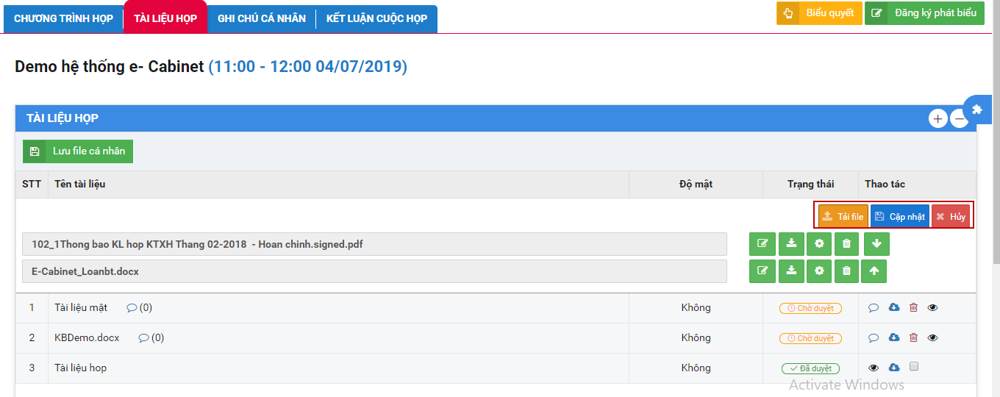 CHƯƠNG TRÌNH HỌP TÀI LIỆU HỌP GHI CHÚ CÁ NHÂN KẾT LUẬN CUỘC HỌP Biểu quyết Đăng ký phát biểu
Demo hệ thống e- Cabinet (11:00 - 12:00 04/07/2019)
TÀI LIỆU HỌP
Lưu file cá nhân
STT Tên tài liệu Độ mật Trạng thái Thao tác
Tải file Cập nhật Hủy
102_1Thong bao KL hop KTXH Thang 02-2018 - Hoan chinh.signed.pdf
E-Cabinet_Loanbt.docx
1 Tài liệu mật (0) Không Chờ duyệt
2 KBDemo.docx (0) Không Chờ duyệt
3 Tài liệu hop Không Đã duyệt
Activate Windows